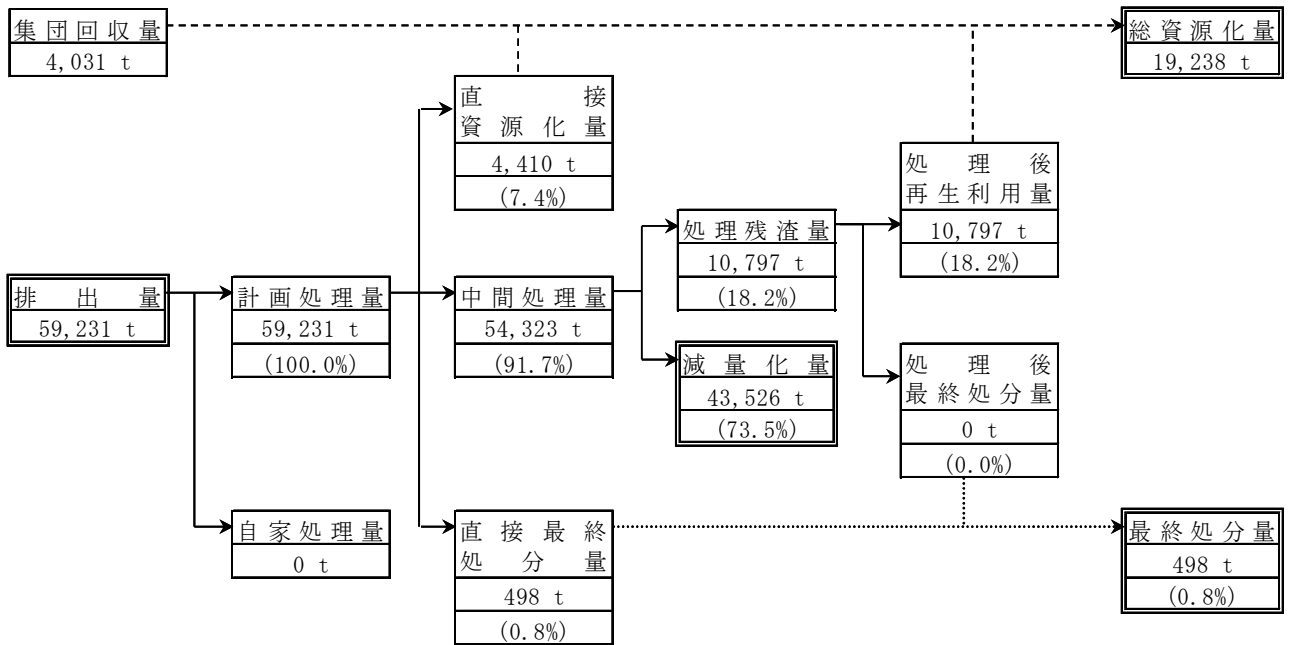 集団回収量
4,031 t
総資源化量
19,238 t
直接
資源化量
4,410 t
(7.4%)
処理後
再生利用量
10,797 t
(18.2%)
処理残渣量
10,797 t
(18.2%)
排出量
59,231 t
計画処理量
59,231 t
(100.0%)
中間処理量
54,323 t
(91.7%)
減量化量
43,526 t
(73.5%)
処理後
最終処分量
0 t
(0.0%)
自家処理量
0 t
直接最終
処分量
498 t
(0.8%)
最終処分量
498 t
(0.8%)